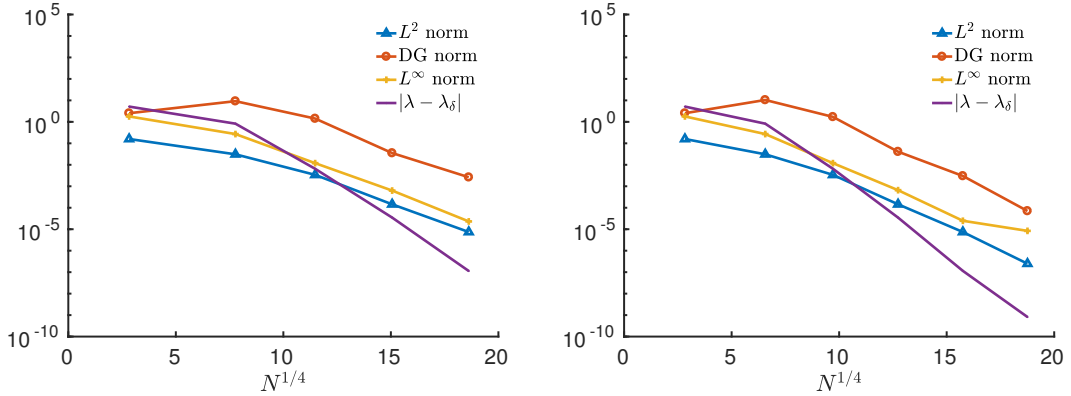 10^5
10^0
10^-5
10^-10
0
5
10
15
20
N^{1/4}
L^2 norm
DG norm
L^∞ norm
|λ − λ_δ|
10^5
10^0
10^-5
10^-10
0
5
10
15
20
N^{1/4}
L^2 norm
DG norm
L^∞ norm
|λ − λ_δ|